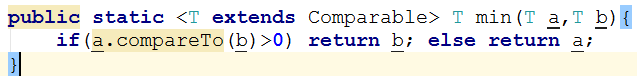 public static <T extends Comparable> T min(T a,T b){
if(a.compareTo(b)>0) return b; else return a;
}